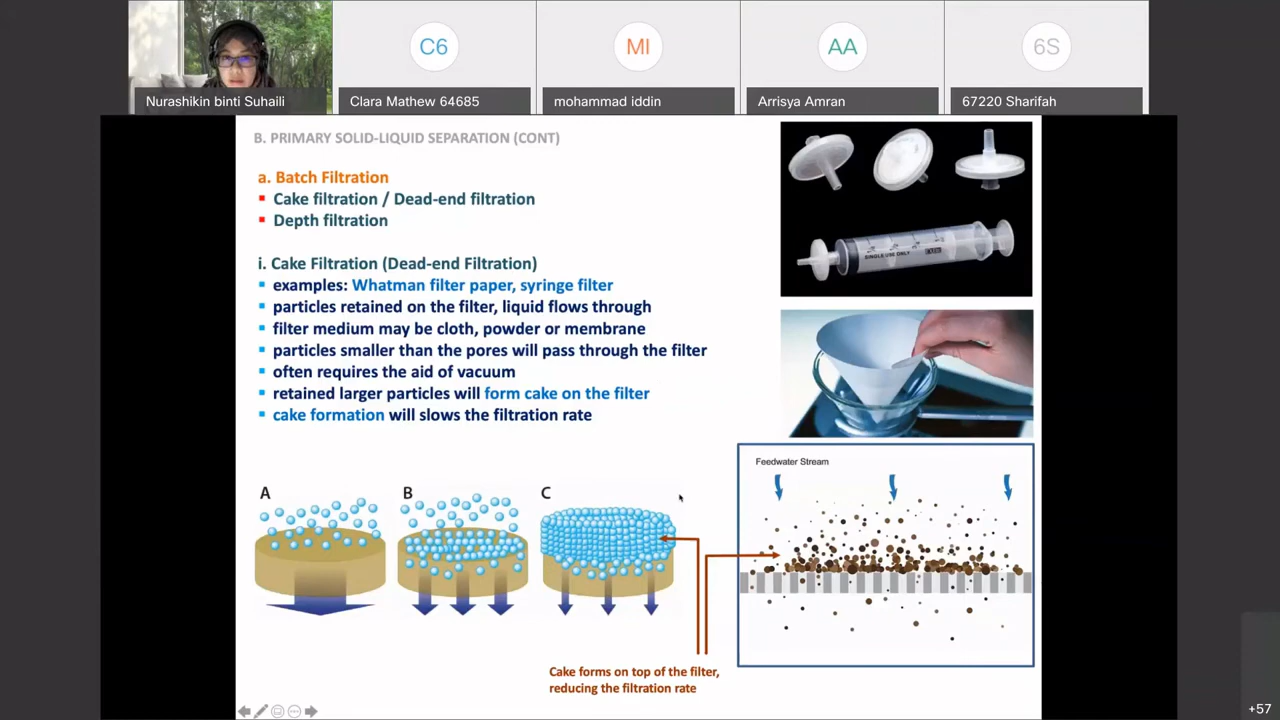 C6
MI
AA
6S
Nurashikin binti Suhaili
Clara Mathew 64685
mohammad iddin
Arrisya Amran
67220 Sharifah
B. PRIMARY SOLID-LIQUID SEPARATION (CONT)
a. Batch Filtration
▪ Cake filtration / Dead-end filtration
▪ Depth filtration
i. Cake Filtration (Dead-end Filtration)
▪ examples: Whatman filter paper, syringe filter
▪ particles retained on the filter, liquid flows through
▪ filter medium may be cloth, powder or membrane
▪ particles smaller than the pores will pass through the filter
▪ often requires the aid of vacuum
▪ retained larger particles will form cake on the filter
▪ cake formation will slows the filtration rate
SINGLE USE ONLY
A
B
C
Feedwater Stream
Cake forms on top of the filter,
reducing the filtration rate
+57